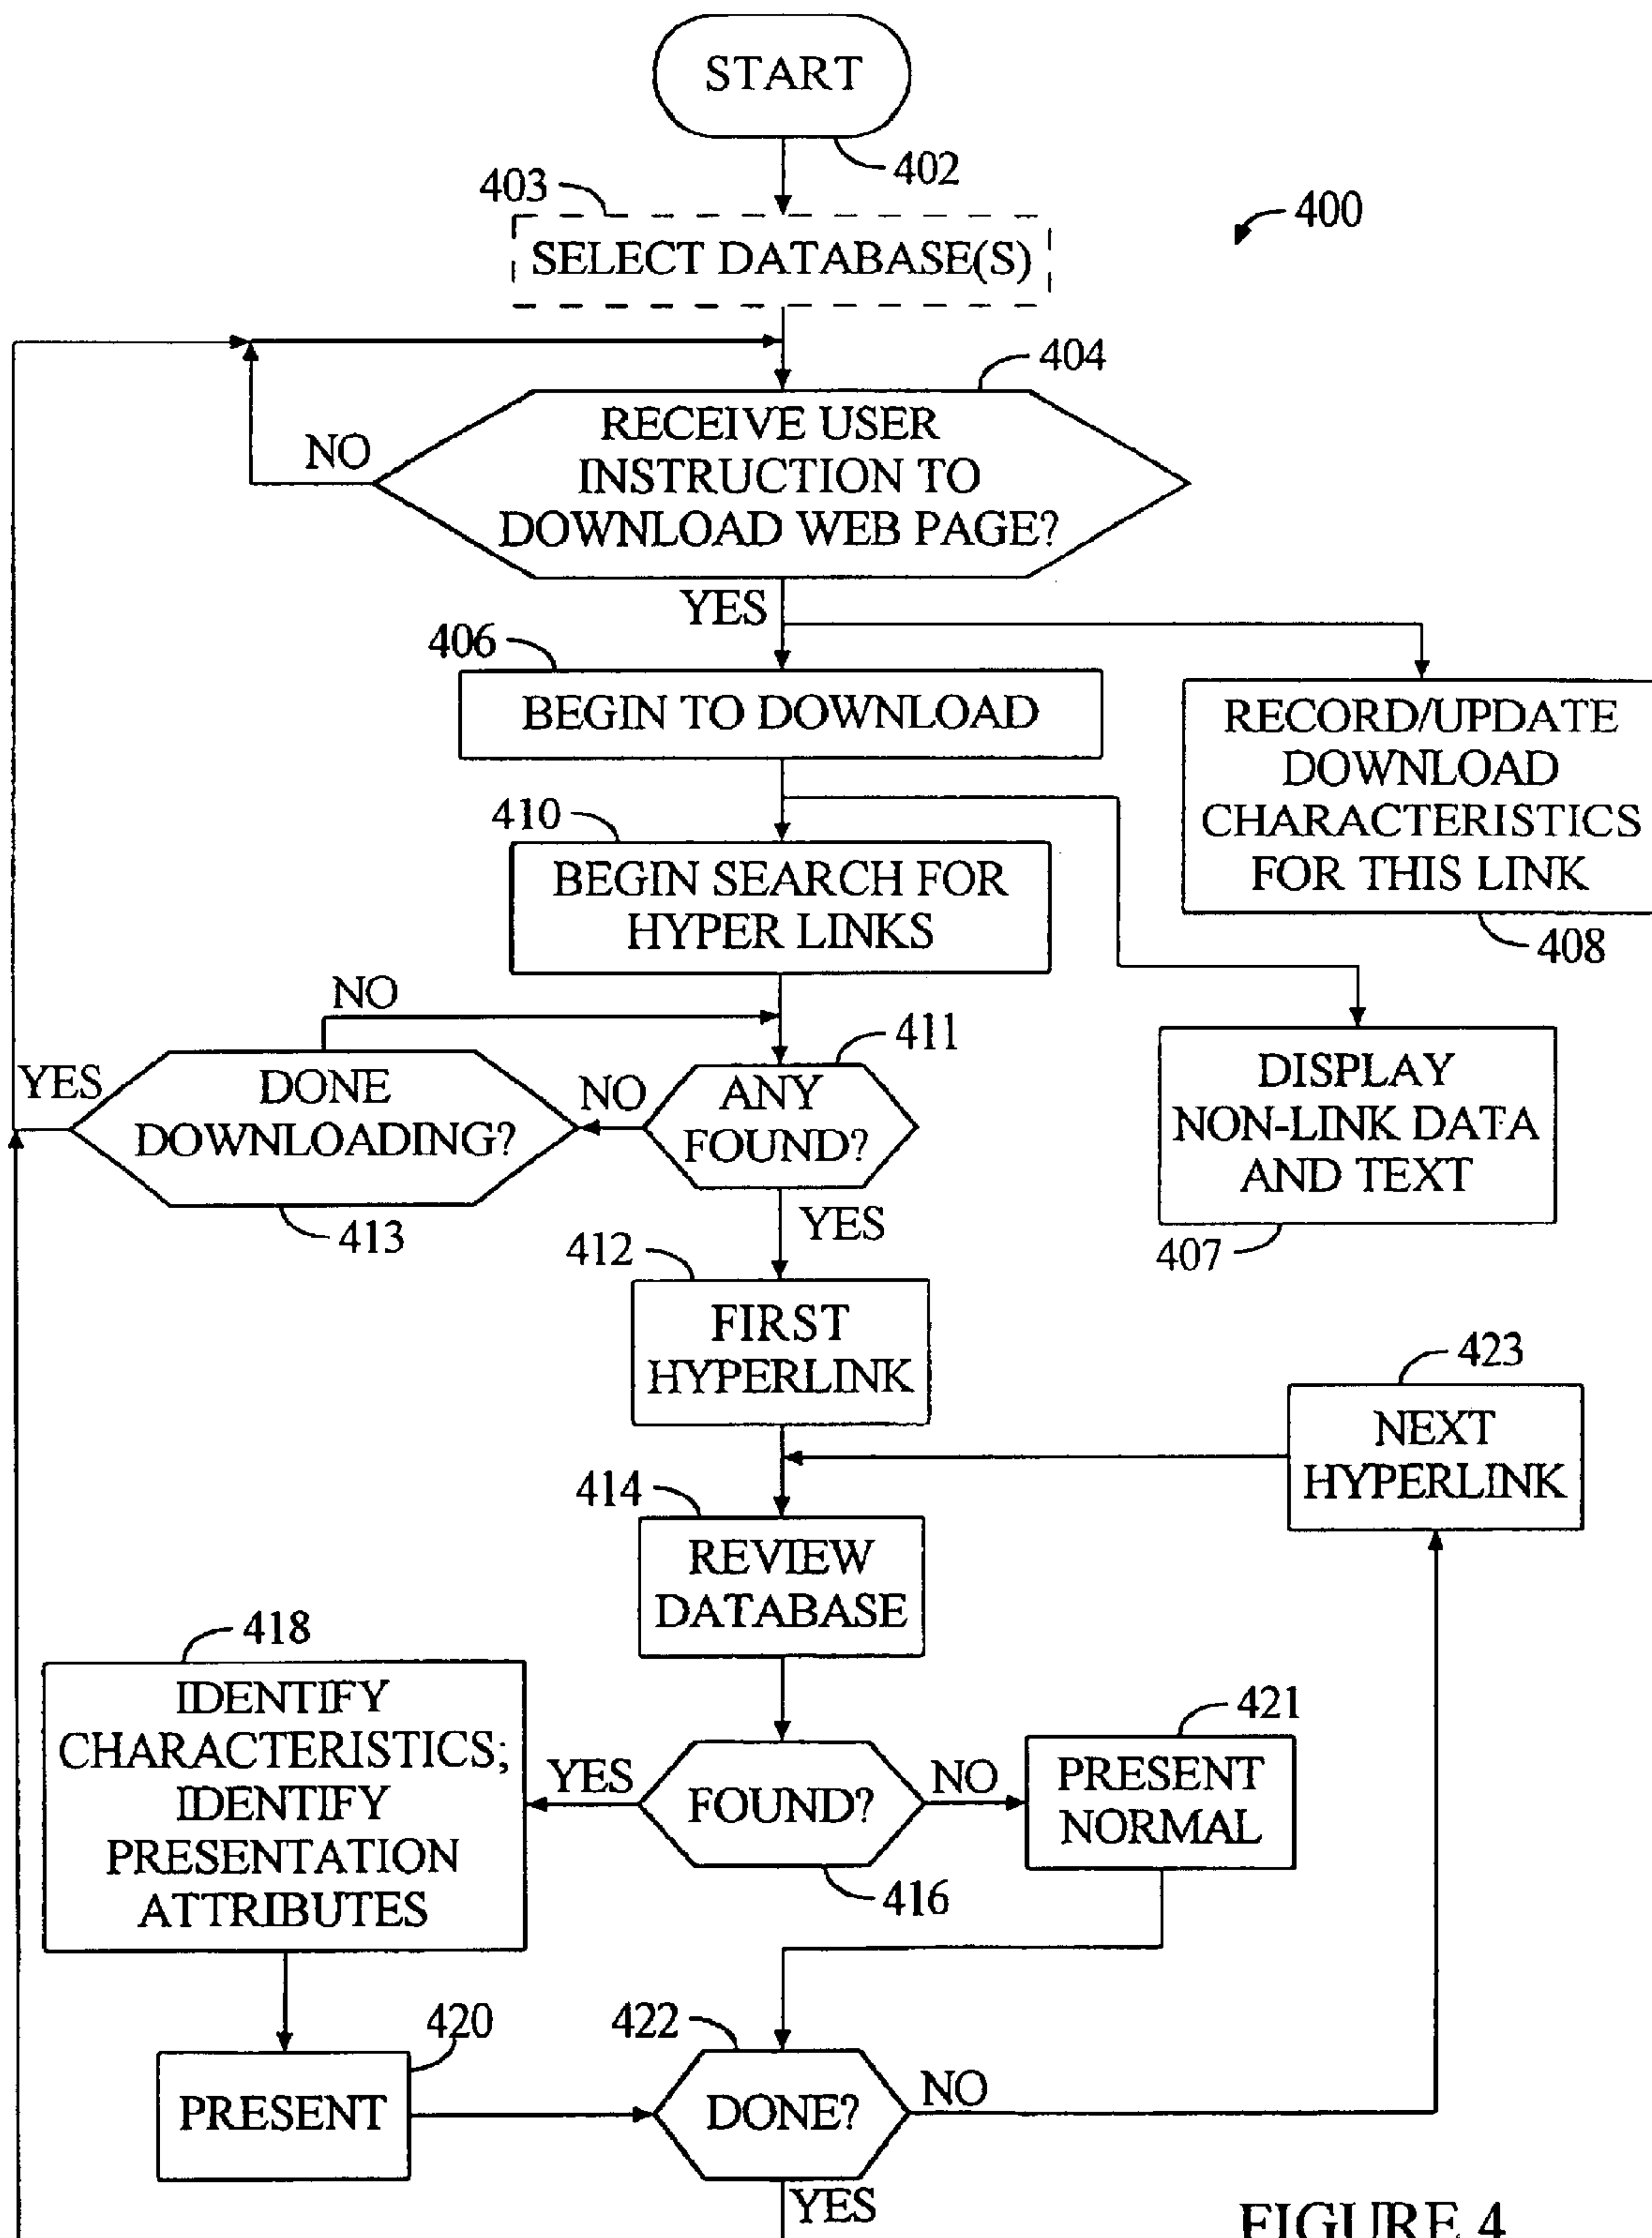 START
402
403
400
SELECT DATABASE(S)
404
RECEIVE USER
INSTRUCTION TO
DOWNLOAD WEB PAGE?
NO
YES
406
BEGIN TO DOWNLOAD
RECORD/UPDATE
DOWNLOAD
CHARACTERISTICS
FOR THIS LINK
408
410
BEGIN SEARCH FOR
HYPER LINKS
NO
411
YES
DONE
DOWNLOADING?
413
NO
ANY
FOUND?
YES
DISPLAY
NON-LINK DATA
AND TEXT
407
412
FIRST
HYPERLINK
423
NEXT
HYPERLINK
414
REVIEW
DATABASE
418
IDENTIFY
CHARACTERISTICS;
IDENTIFY
PRESENTATION
ATTRIBUTES
YES
FOUND?
416
NO
421
PRESENT
NORMAL
420
PRESENT
422
DONE?
NO
YES
FIGURE 4